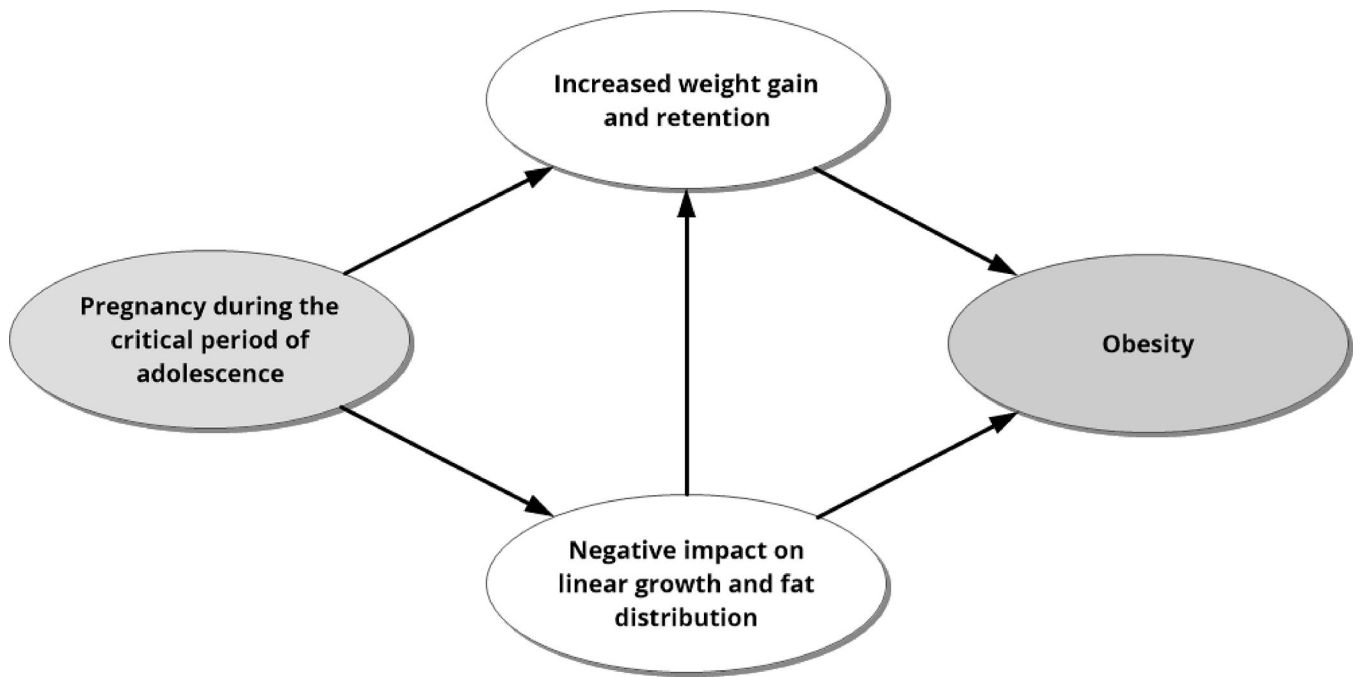 Increased weight gain
and retention
Pregnancy during the
critical period of
adolescence
Obesity
Negative impact on
linear growth and fat
distribution